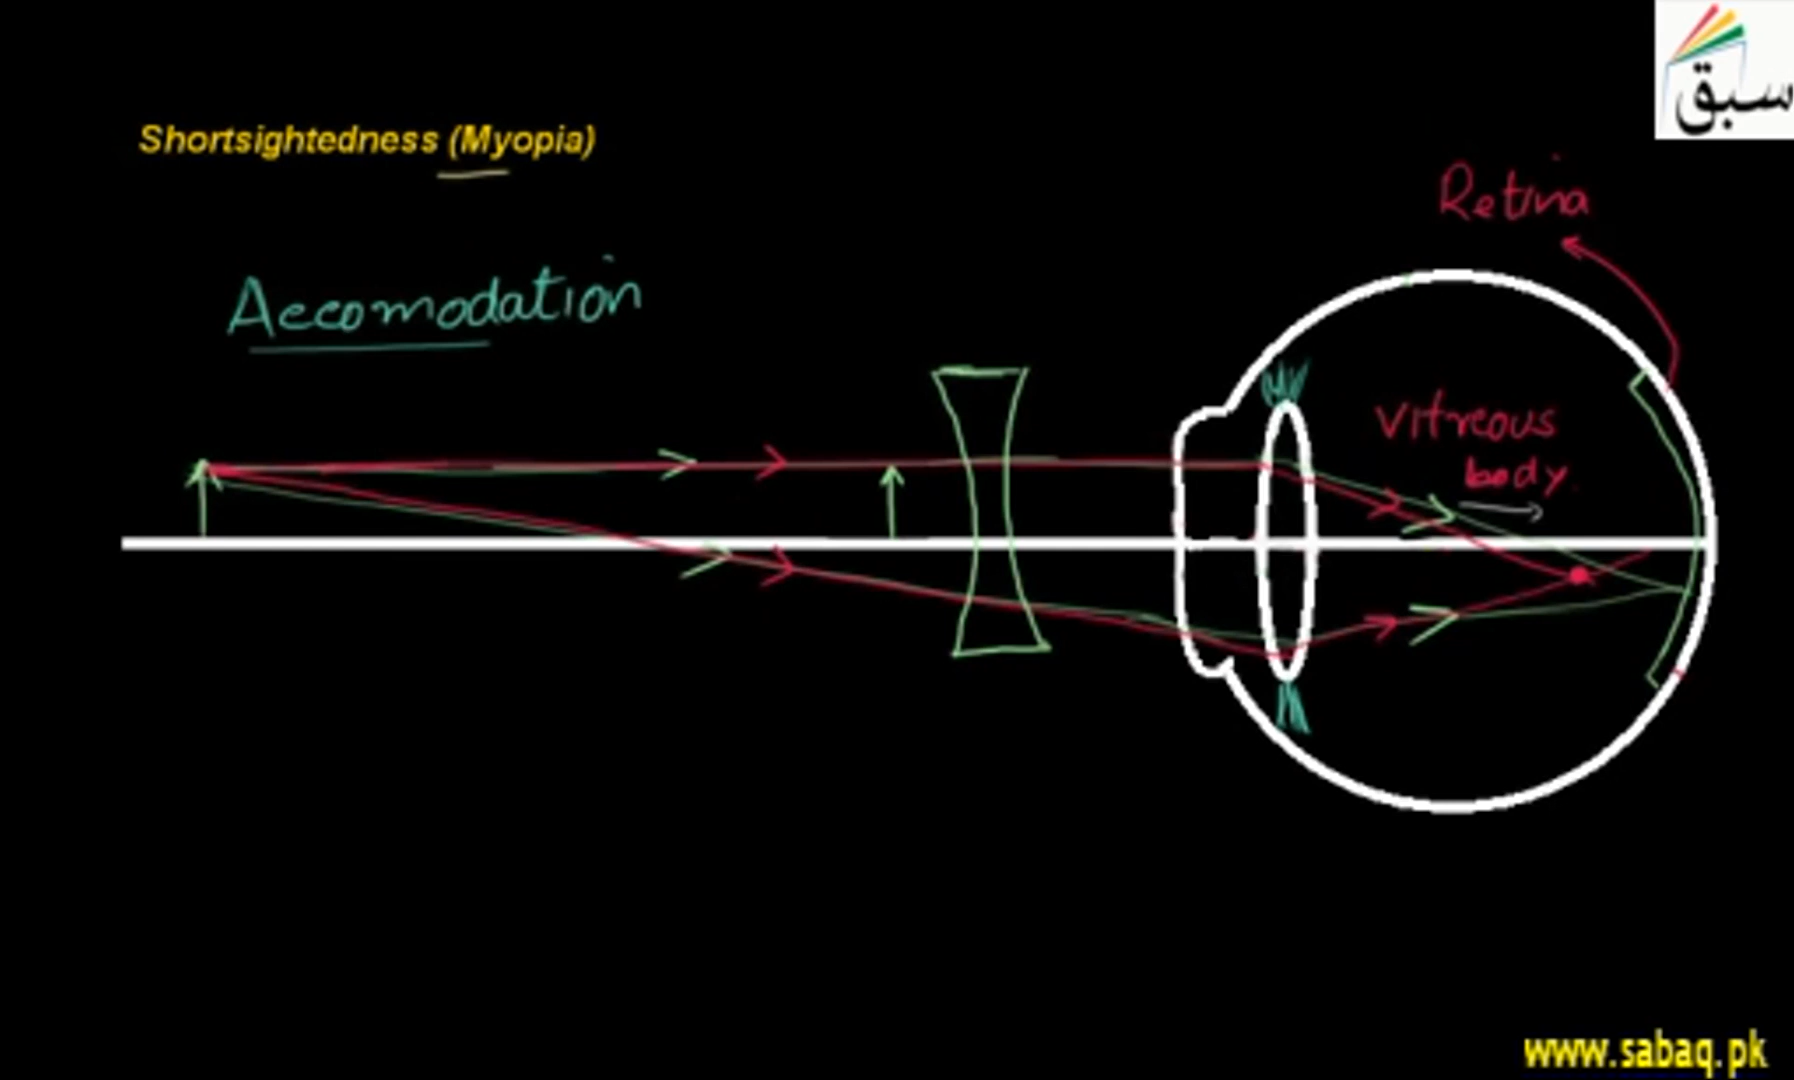 سبق
Shortsightedness (Myopia)
Retina
Accomodation
Vitreous
body
www.sabaq.pk